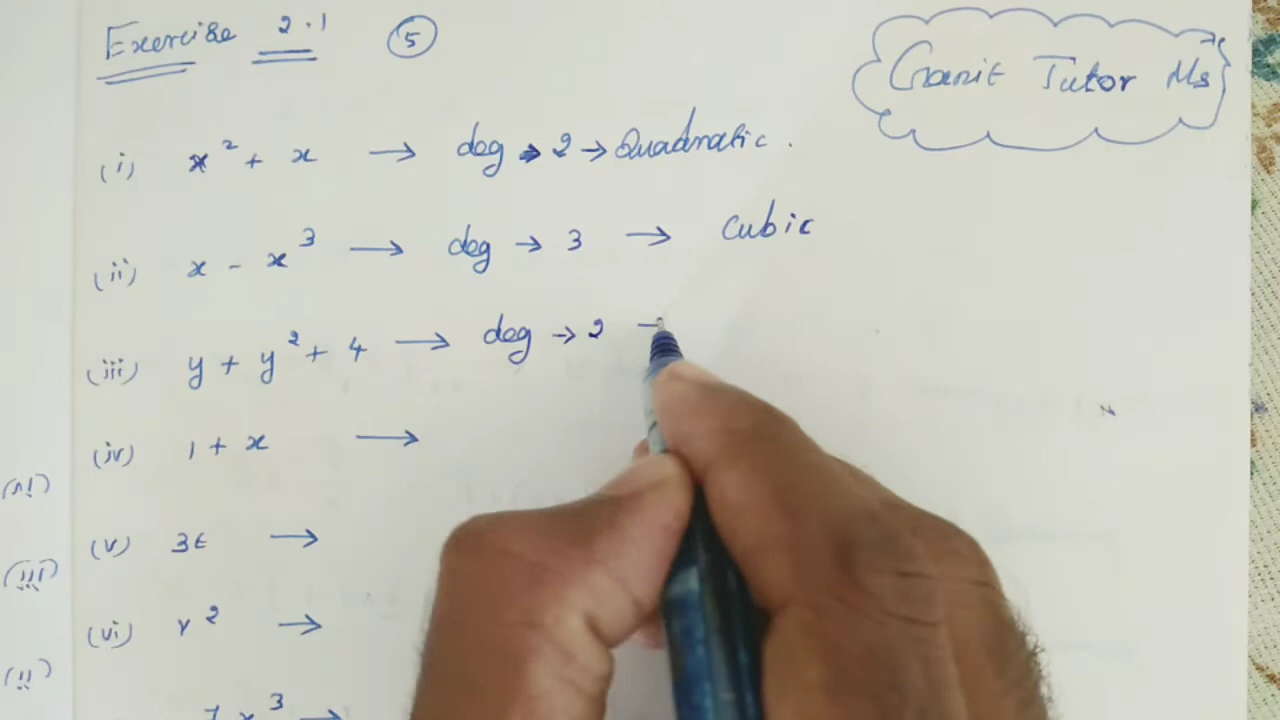 Exercise 2.1 (5)
Ganit Tutor Ms
(i) x² + x → deg → 2 → Quadratic.
(ii) x - x³ → deg → 3 → Cubic
(iii) y + y² + 4 → deg → 2 →
(iv) 1 + x →
(v) 3t →
(vi) r² →
7x³ →